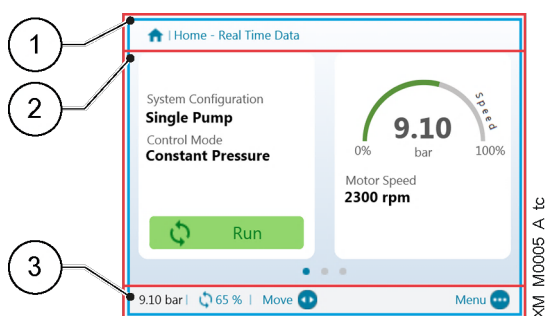 1
| Home - Real Time Data
2
System Configuration
Single Pump
Control Mode
Constant Pressure
Run
Speed
9.10
0% bar 100%
Motor Speed
2300 rpm
3
9.10 bar | 65 % | Move Menu
XM M0005 A tc